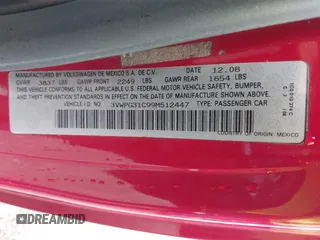 MANUFACTURED BY VOLKSWAGEN DE MEXICO S.A. DE C.V. 12.08
GVWR 3837 LBS GAWR FRONT 2249 LBS GAWR REAR 1654 LBS
THIS VEHICLE CONFORMS TO ALL
APPLICABLE U.S. FEDERAL MOTOR VEHICLE SAFETY, BUMPER,
AND THEFT PREVENTION STANDARDS IN EFFECT ON THE DATE
OF MANUFACTURE SHOWN ABOVE.
VEHICLE IDENT. NO.: 3VWPG31C99M512447 TYPE: PASSENGER CAR
COUNTRY OF ORIGIN: MEXICO
DREAMBID